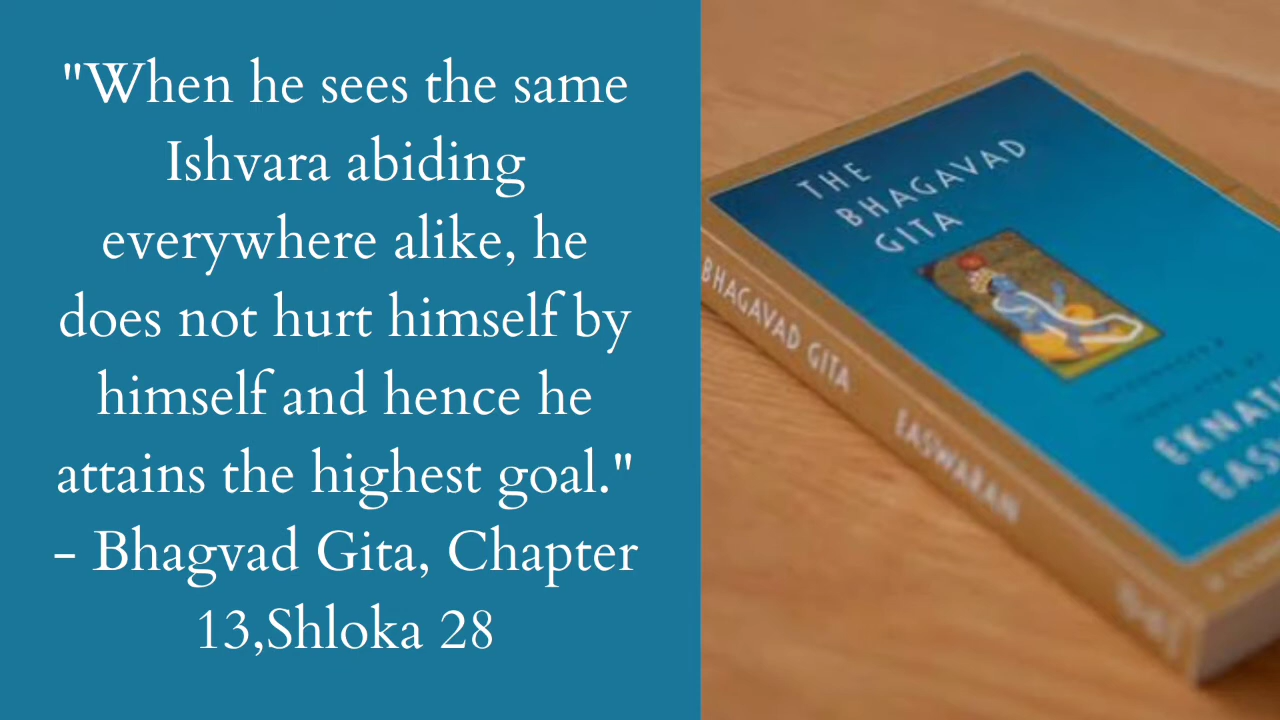 "When he sees the same
Ishvara abiding
everywhere alike, he
does not hurt himself by
himself and hence he
attains the highest goal."
- Bhagvad Gita, Chapter
13,Shloka 28
THE
BHAGAVAD
GITA
BHAGAVAD GITA
EASWARAN